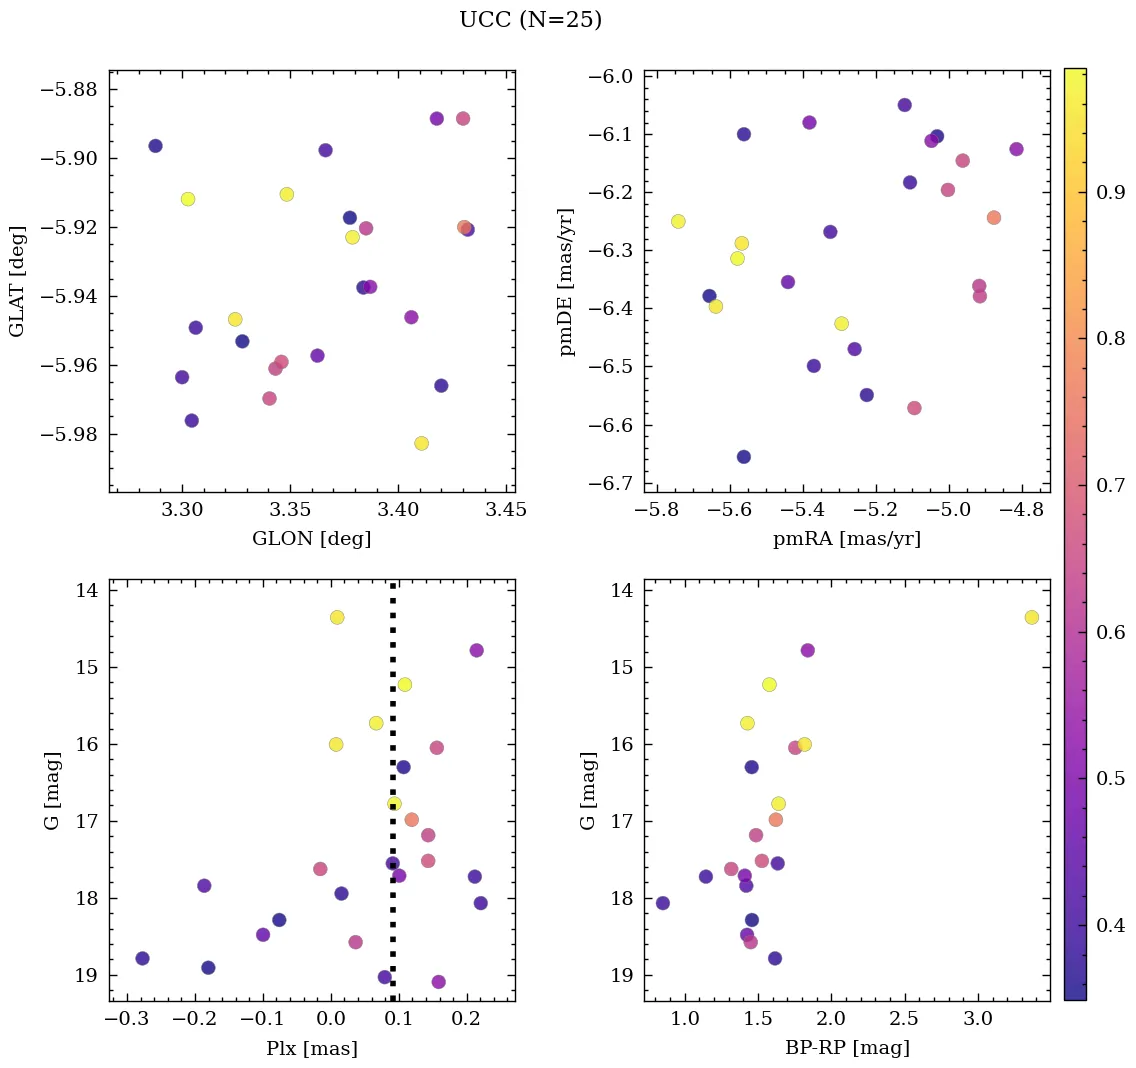 UCC (N=25)
−5.88
−5.90
−5.92
−5.94
−5.96
−5.98
GLAT [deg]
3.30 3.35 3.40 3.45
GLON [deg]
−6.0
−6.1
−6.2
−6.3
−6.4
−6.5
−6.6
−6.7
pmDE [mas/yr]
−5.8 −5.6 −5.4 −5.2 −5.0 −4.8
pmRA [mas/yr]
0.9
0.8
0.7
0.6
0.5
0.4
14
15
16
17
18
19
G [mag]
−0.3 −0.2 −0.1 0.0 0.1 0.2
Plx [mas]
14
15
16
17
18
19
G [mag]
1.0 1.5 2.0 2.5 3.0
BP-RP [mag]